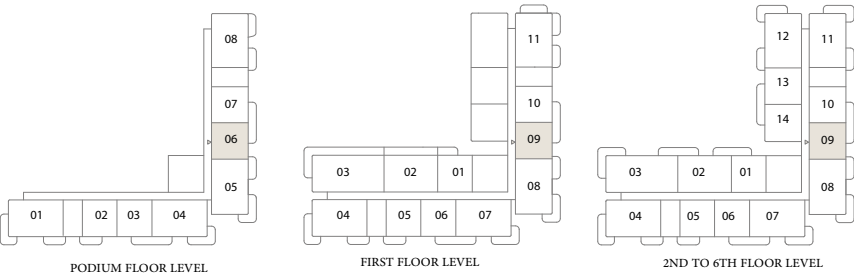 08
07
06
05
01 02 03 04
PODIUM FLOOR LEVEL
11
10
09
03 02 01
08
04 05 06 07
FIRST FLOOR LEVEL
12 11
13
10
14
09
03 02 01
08
04 05 06 07
2ND TO 6TH FLOOR LEVEL